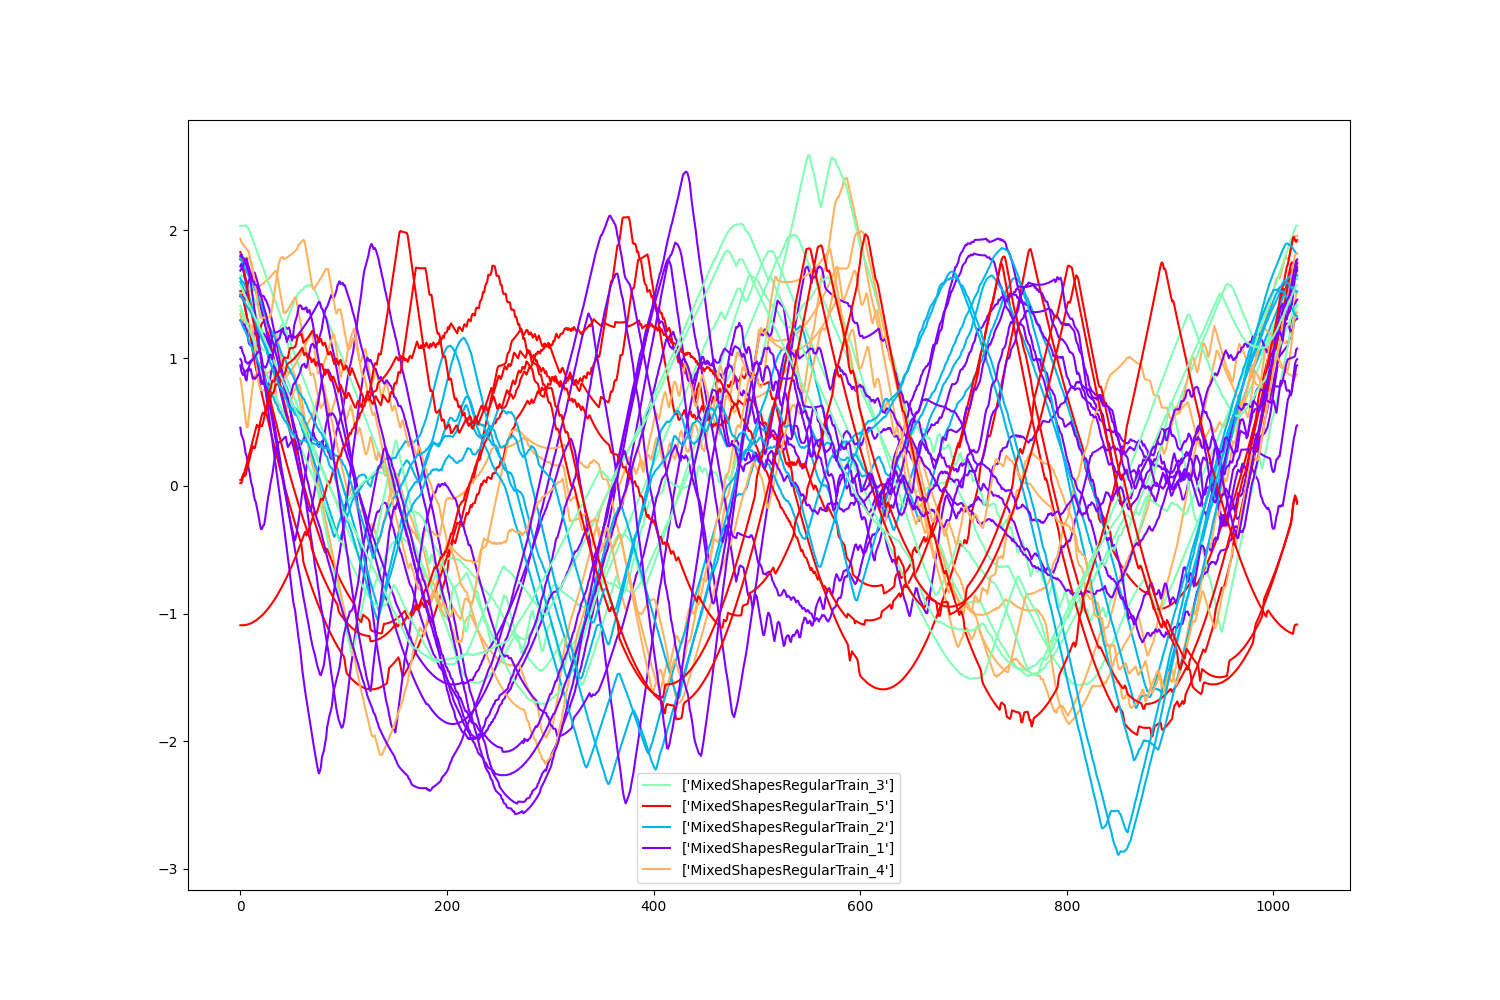 2
1
0
−1
−2
−3
0 200 400 600 800 1000
['MixedShapesRegularTrain_3']
['MixedShapesRegularTrain_5']
['MixedShapesRegularTrain_2']
['MixedShapesRegularTrain_1']
['MixedShapesRegularTrain_4']